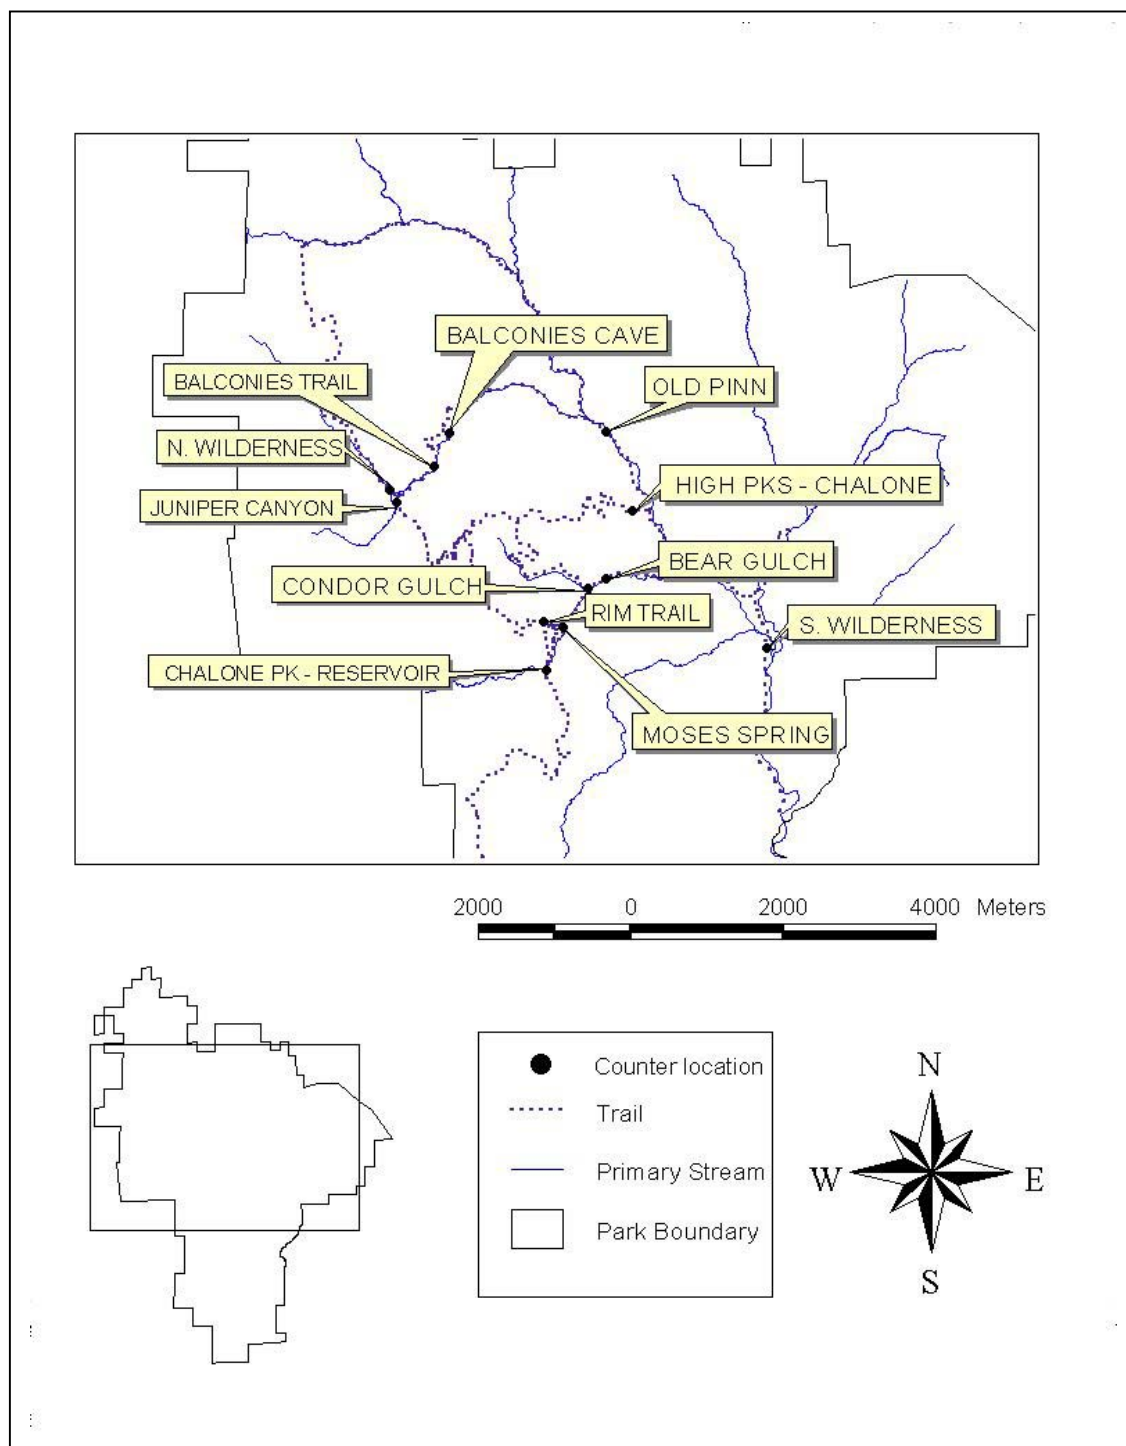 BALCONIES CAVE
BALCONIES TRAIL
OLD PINN
N. WILDERNESS
HIGH PKS - CHALONE
JUNIPER CANYON
BEAR GULCH
CONDOR GULCH
RIM TRAIL
S. WILDERNESS
CHALONE PK - RESERVOIR
MOSES SPRING
2000 0 2000 4000 Meters
Counter location
Trail
Primary Stream
Park Boundary
N
W E
S